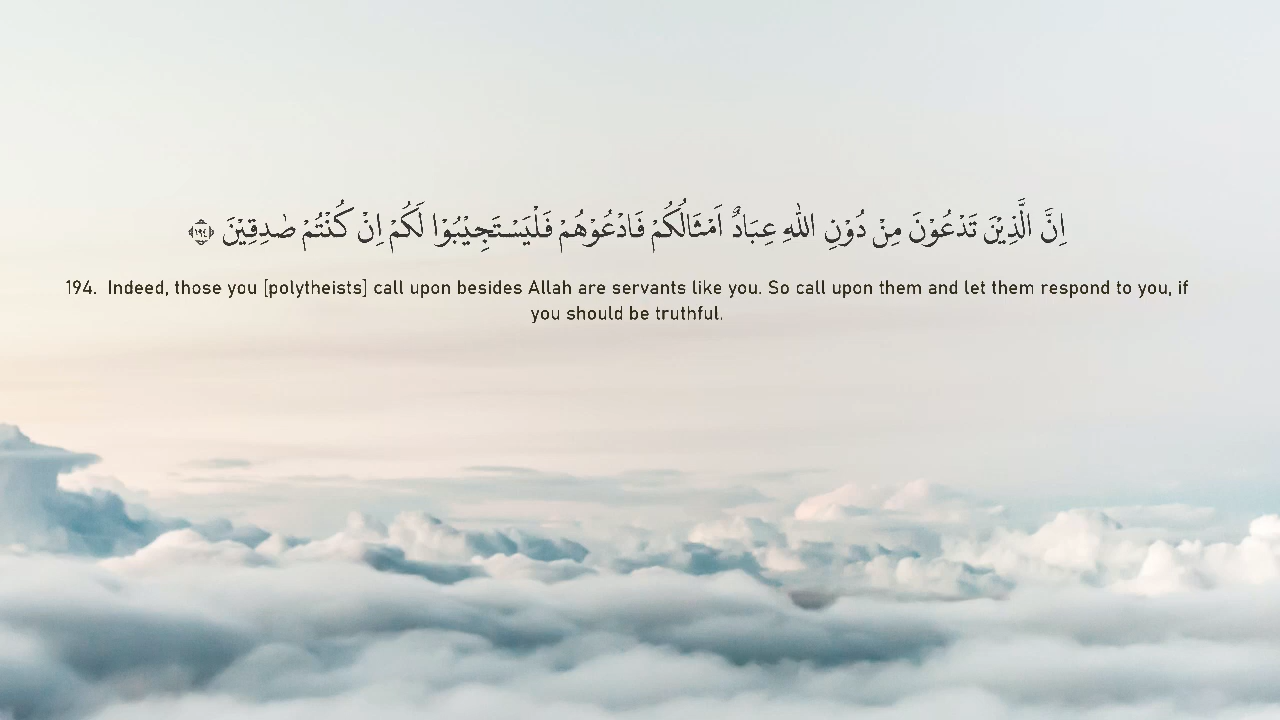 اِنَّ الَّذِيْنَ تَدْعُوْنَ مِنْ دُوْنِ اللّٰهِ عِبَادٌ اَمْثَالُكُمْ فَادْعُوْهُمْ فَلْيَسْتَجِيْبُوْا لَكُمْ اِنْ كُنْتُمْ صٰدِقِيْنَ ۝١٩٤
194. Indeed, those you [polytheists] call upon besides Allah are servants like you. So call upon them and let them respond to you, if
you should be truthful.